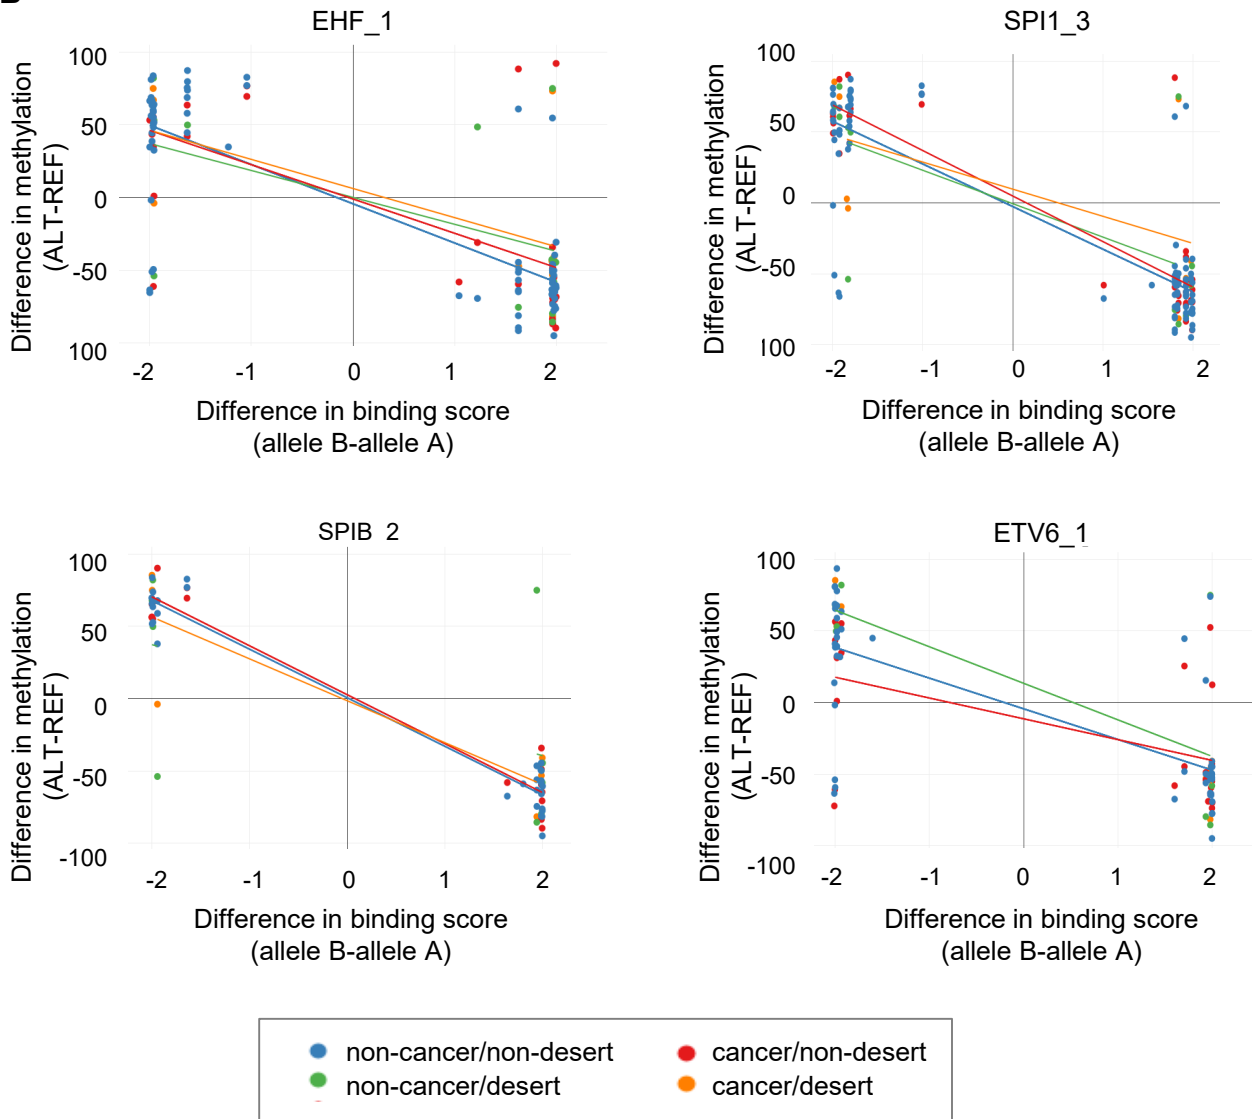 EHF_1
100
50
0
-50
100
Difference in methylation
(ALT-REF)
-2 -1 0 1 2
Difference in binding score
(allele B-allele A)
SPI1_3
100
50
0
-50
100
Difference in methylation
(ALT-REF)
-2 -1 0 1 2
Difference in binding score
(allele B-allele A)
SPIB 2
100
50
0
-50
-100
Difference in methylation
(ALT-REF)
-2 -1 0 1 2
Difference in binding score
(allele B-allele A)
ETV6_1
100
50
0
-50
-100
Difference in methylation
(ALT-REF)
-2 -1 0 1 2
Difference in binding score
(allele B-allele A)
non-cancer/non-desert
cancer/non-desert
non-cancer/desert
cancer/desert